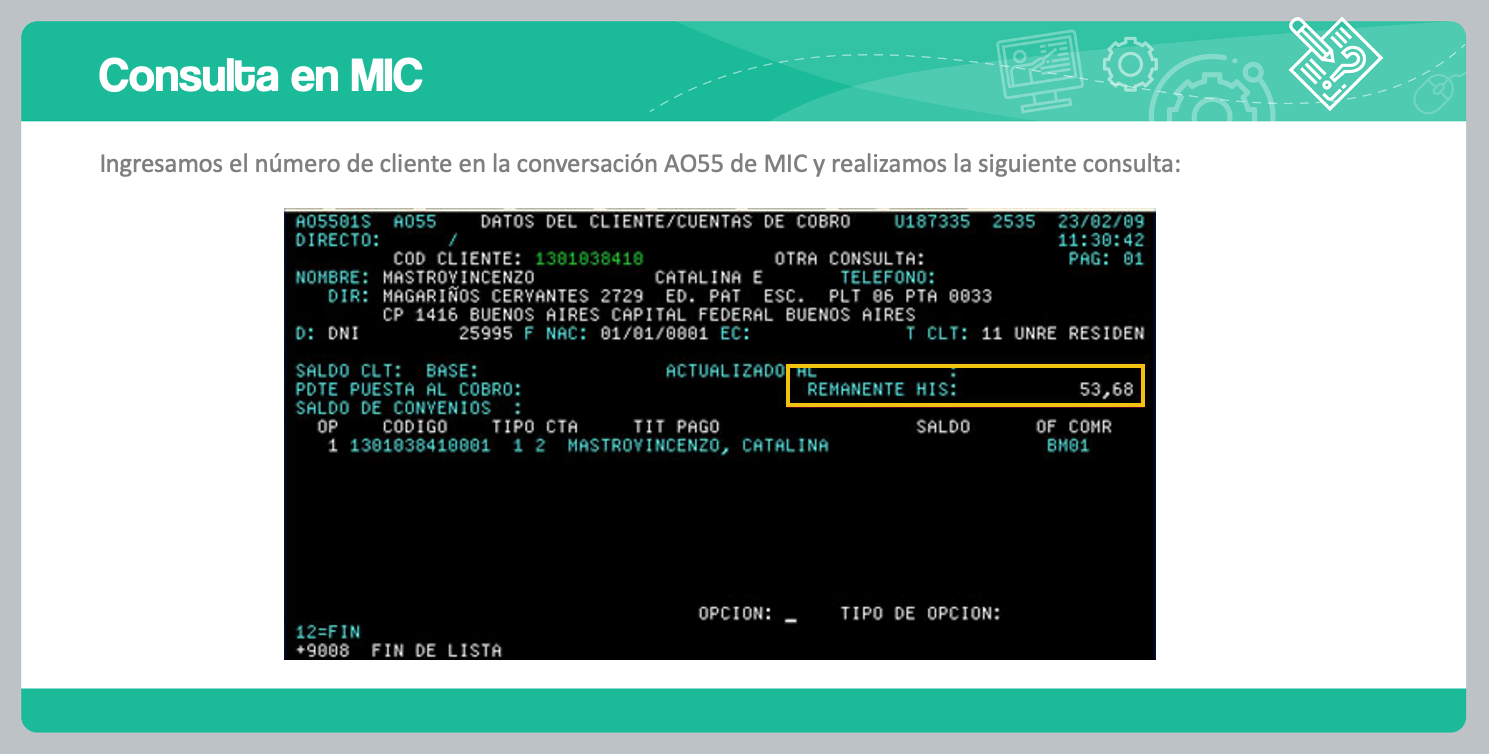 Consulta en MIC
Ingresamos el número de cliente en la conversación AO55 de MIC y realizamos la siguiente consulta:
AO5501S AO55 DATOS DEL CLIENTE/CUENTAS DE COBRO U187335 2535 23/02/09
DIRECTO: / 11:30:42
COD CLIENTE: 1301038410 OTRA CONSULTA: PAG: 01
NOMBRE: MASTROVINCENZO CATALINA E TELEFONO:
DIR: MAGARIÑOS CERVANTES 2729 ED. PAT ESC. PLT 06 PTA 0033
CP 1416 BUENOS AIRES CAPITAL FEDERAL BUENOS AIRES
D: DNI 25995 F NAC: 01/01/0001 EC: T CLT: 11 UNRE RESIDEN
SALDO CLT: BASE: ACTUALIZADO AL :
PDTE PUESTA AL COBRO: REMANENTE HIS: 53,68
SALDO DE CONVENIOS :
OP CODIGO TIPO CTA TIT PAGO SALDO OF COMR
1 1301038410001 1 2 MASTROVINCENZO, CATALINA BM01
OPCION: _ TIPO DE OPCION:
12=FIN
+9008 FIN DE LISTA